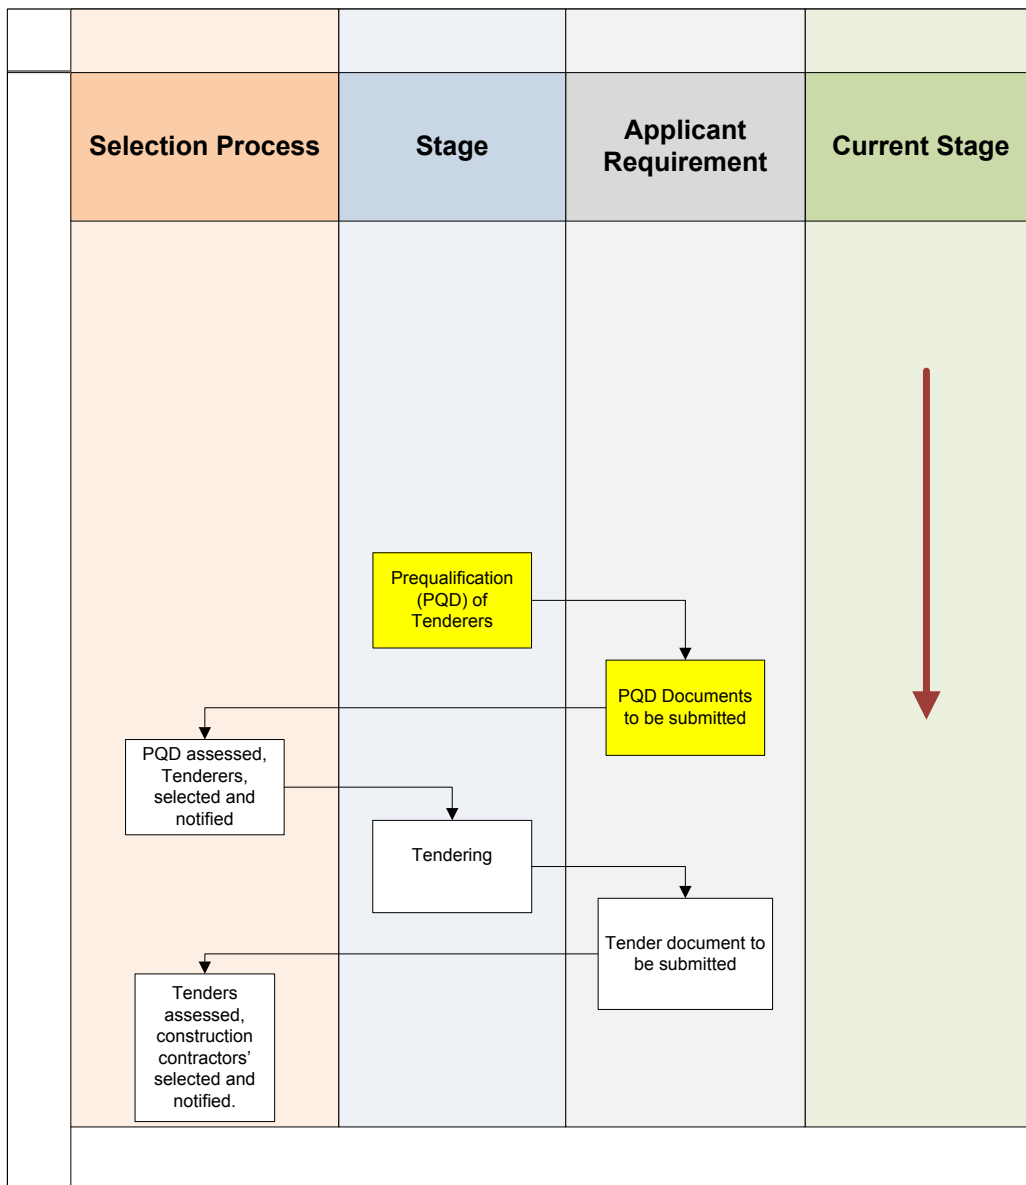 Selection Process
Stage
Applicant
Requirement
Current Stage
Prequalification
(PQD) of
Tenderers
PQD Documents
to be submitted
PQD assessed,
Tenderers,
selected and
notified
Tendering
Tender document to
be submitted
Tenders
assessed,
construction
contractors’
selected and
notified.